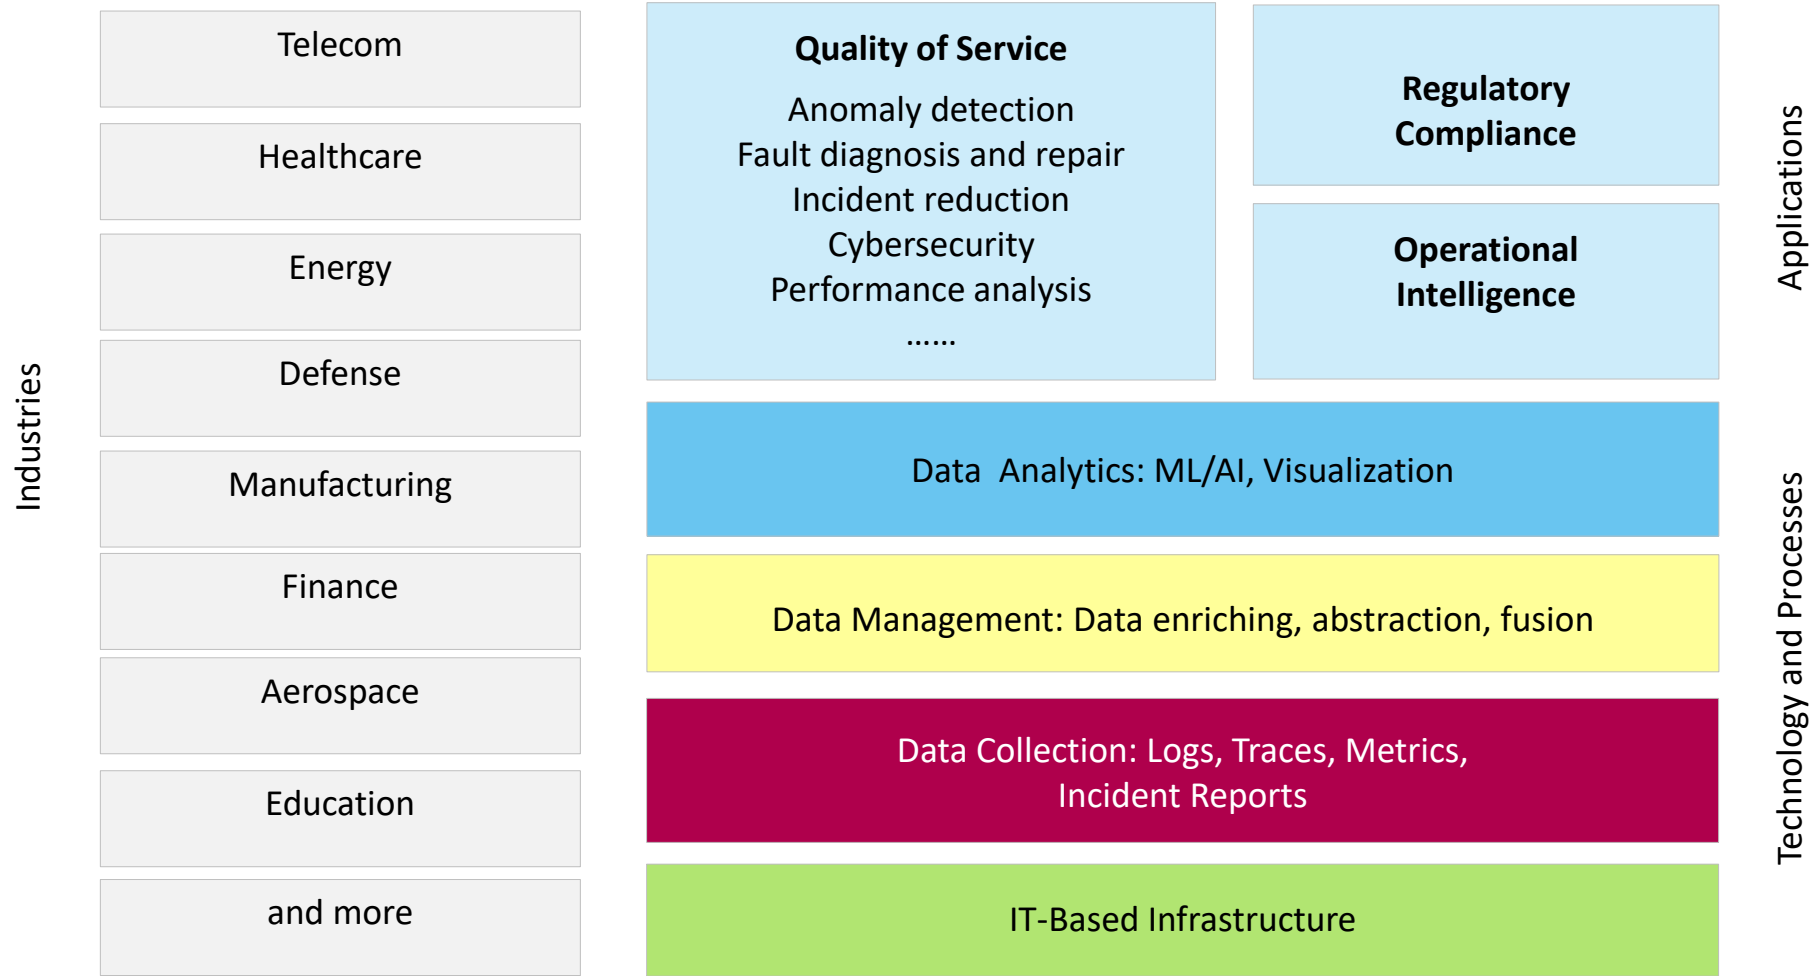 Industries
Telecom
Healthcare
Energy
Defense
Manufacturing
Finance
Aerospace
Education
and more
Quality of Service
Anomaly detection
Fault diagnosis and repair
Incident reduction
Cybersecurity
Performance analysis
......
Regulatory
Compliance
Operational
Intelligence
Applications
Data  Analytics: ML/AI, Visualization
Data Management: Data enriching, abstraction, fusion
Data Collection: Logs, Traces, Metrics,
Incident Reports
IT-Based Infrastructure
Technology and Processes